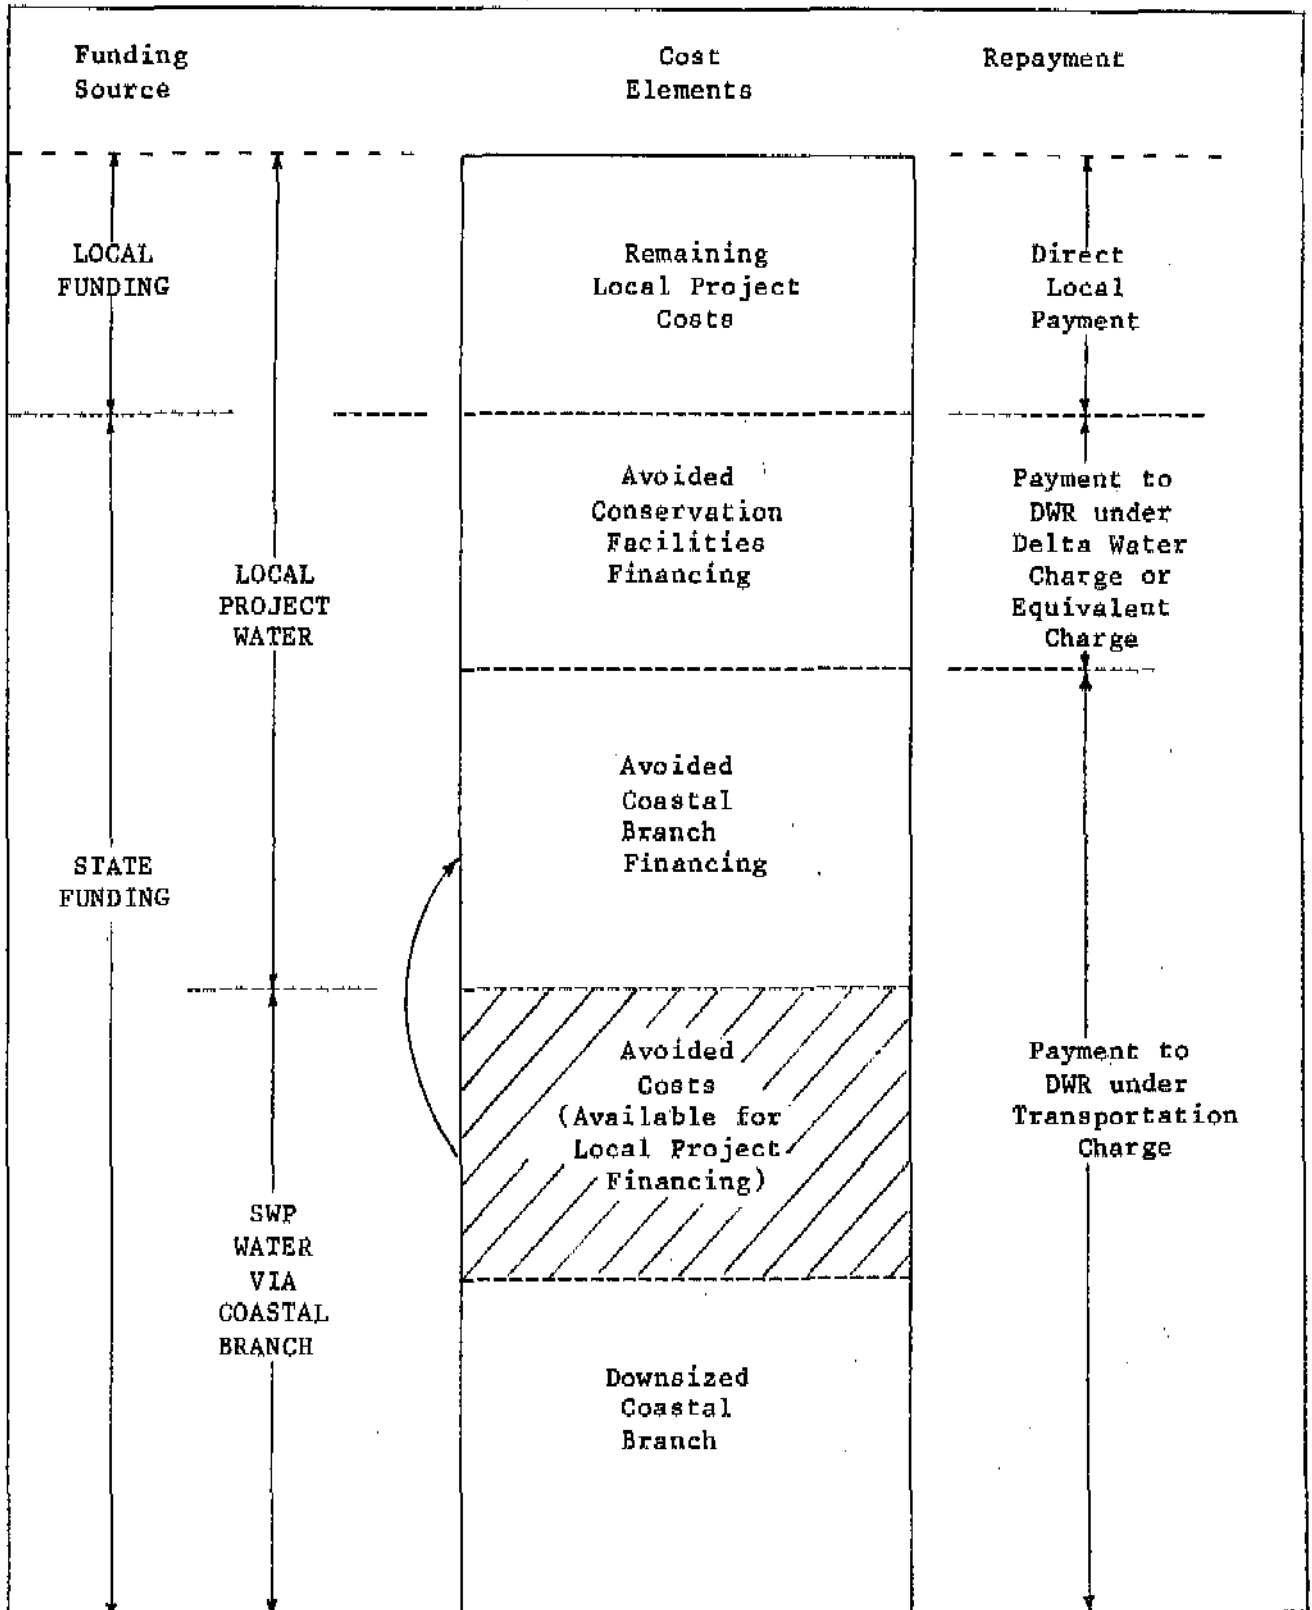 Funding
Source
Cost
Elements
Repayment
LOCAL
FUNDING
Remaining
Local Project
Costs
Direct
Local
Payment
LOCAL
PROJECT
WATER
Avoided
Conservation
Facilities
Financing
Payment to
DWR under
Delta Water
Charge or
Equivalent
Charge
STATE
FUNDING
Avoided
Coastal
Branch
Financing
SWP
WATER
VIA
COASTAL
BRANCH
Avoided
Costs
(Available for
Local Project
Financing)
Payment to
DWR under
Transportation
Charge
Downsized
Coastal
Branch